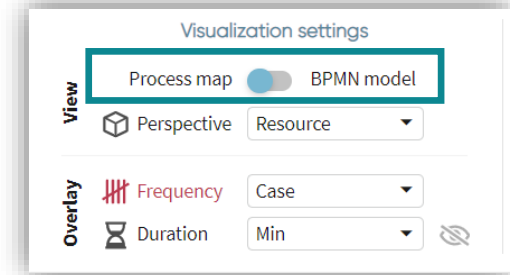 Visualization settings
View
Process map BPMN model
Perspective Resource
Overlay
Frequency Case
Duration Min